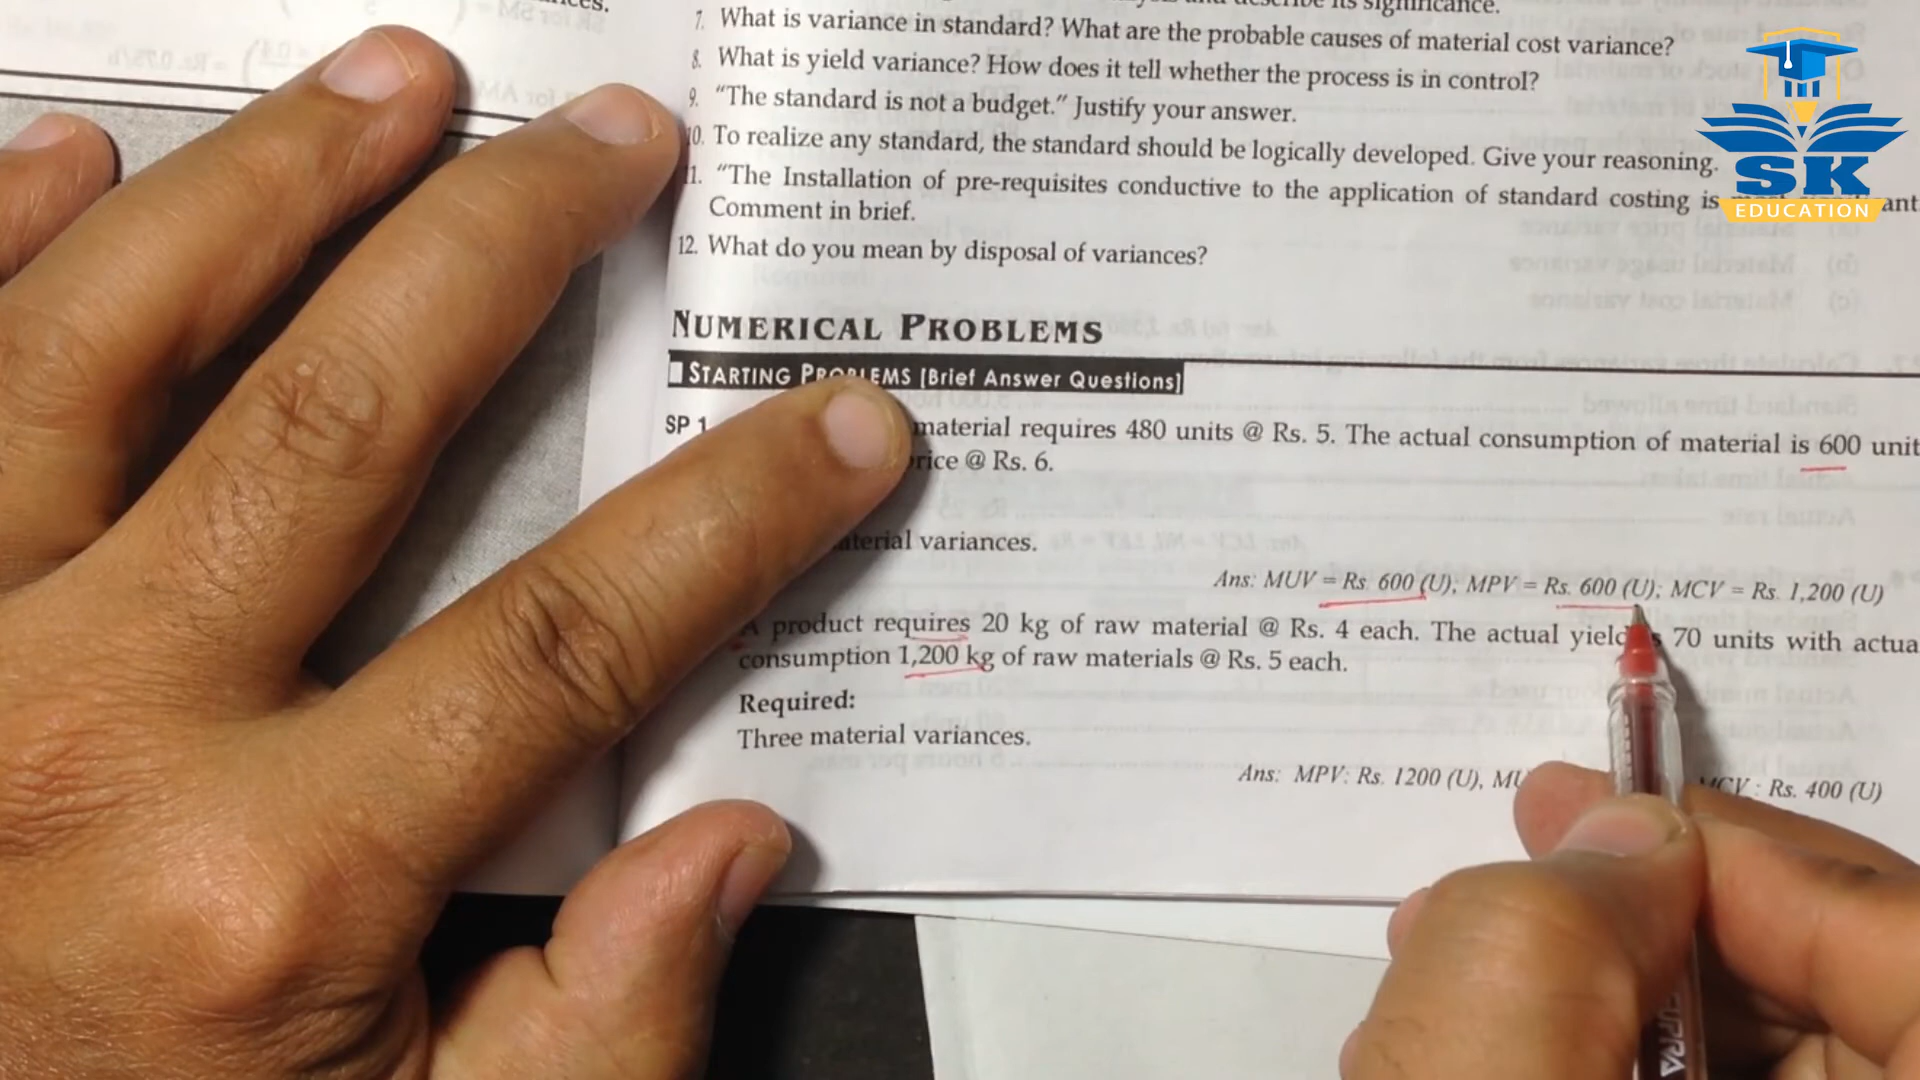 7. What is variance in standard? What are the probable causes of material cost variance?
8. What is yield variance? How does it tell whether the process is in control?
9. “The standard is not a budget.” Justify your answer.
10. To realize any standard, the standard should be logically developed. Give your reasoning.
11. “The Installation of pre-requisites conductive to the application of standard costing is
Comment in brief.
12. What do you mean by disposal of variances?
SK
EDUCATION
NUMERICAL PROBLEMS
STARTING PROBLEMS [Brief Answer Questions]
SP 1 material requires 480 units @ Rs. 5. The actual consumption of material is 600 unit
@ Rs. 6.
variances.
Ans: MUV = Rs. 600 (U); MPV = Rs. 600 (U); MCV = Rs. 1,200 (U)
A product requires 20 kg of raw material @ Rs. 4 each. The actual 70 units with actua
consumption 1,200 kg of raw materials @ Rs. 5 each.
Required:
Three material variances.
Ans: MPV: Rs. 1200 (U), MCV : Rs. 400 (U)